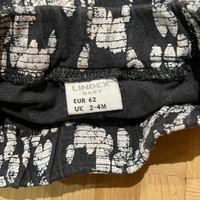 LINDEX
BABY
EUR 62
UK 2-4M